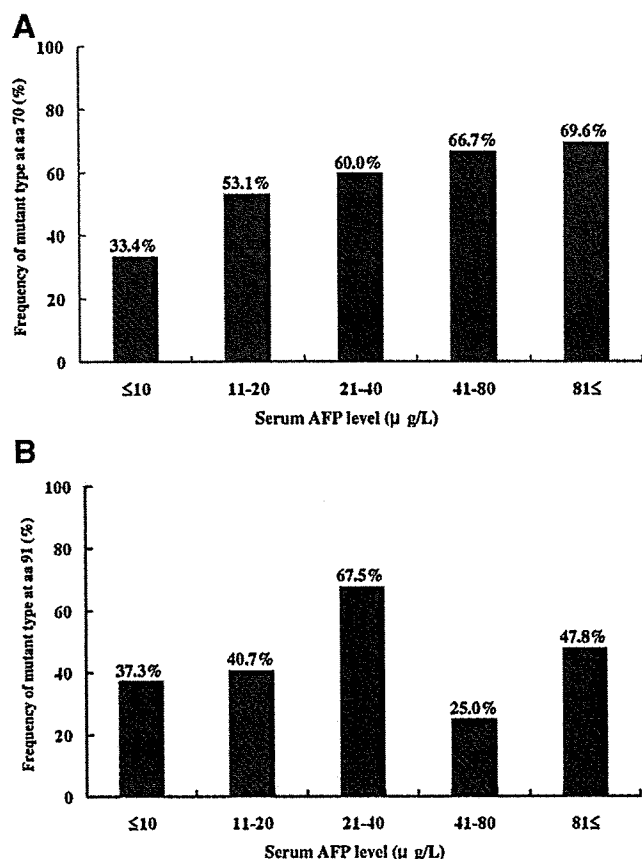 A
Frequency of mutant type at aa 70 (%)
100
80
60
40
20
0
33.4%
53.1%
60.0%
66.7%
69.6%
≤10 11-20 21-40 41-80 81≤
Serum AFP level (μ g/L)
B
Frequency of mutant type at aa 91 (%)
100
80
60
40
20
0
37.3%
40.7%
67.5%
25.0%
47.8%
≤10 11-20 21-40 41-80 81≤
Serum AFP level (μ g/L)